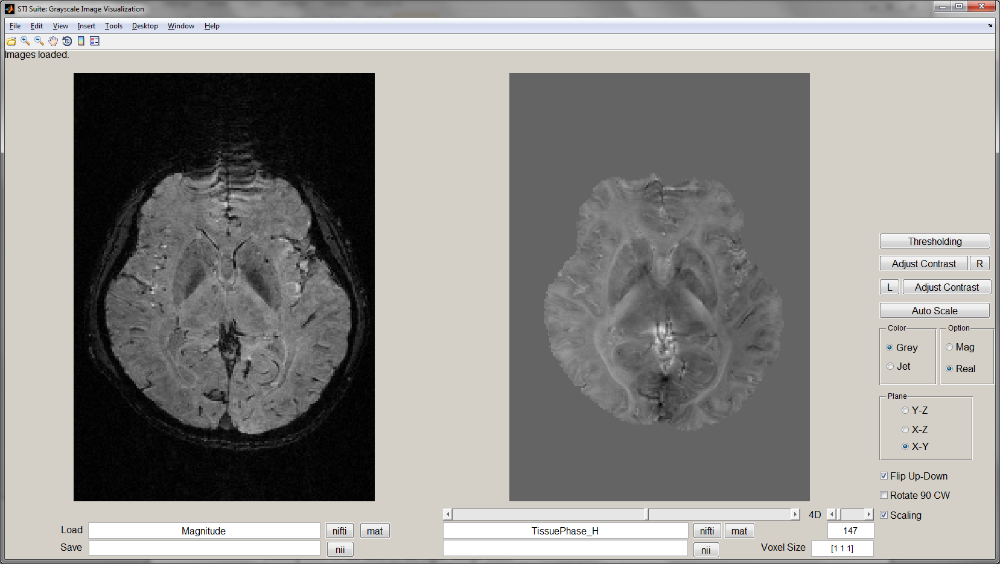 STI Suite: Grayscale Image Visualization
File Edit View Insert Tools Desktop Window Help
Images loaded.
Thresholding
Adjust Contrast R
L Adjust Contrast
Auto Scale
Color Option
Grey Mag
Jet Real
Plane
Y-Z
X-Z
X-Y
Flip Up-Down
Rotate 90 CW
4D Scaling
Load Magnitude nifti mat TissuePhase_H nifti mat 147
Save nii nii Voxel Size [1 1 1]